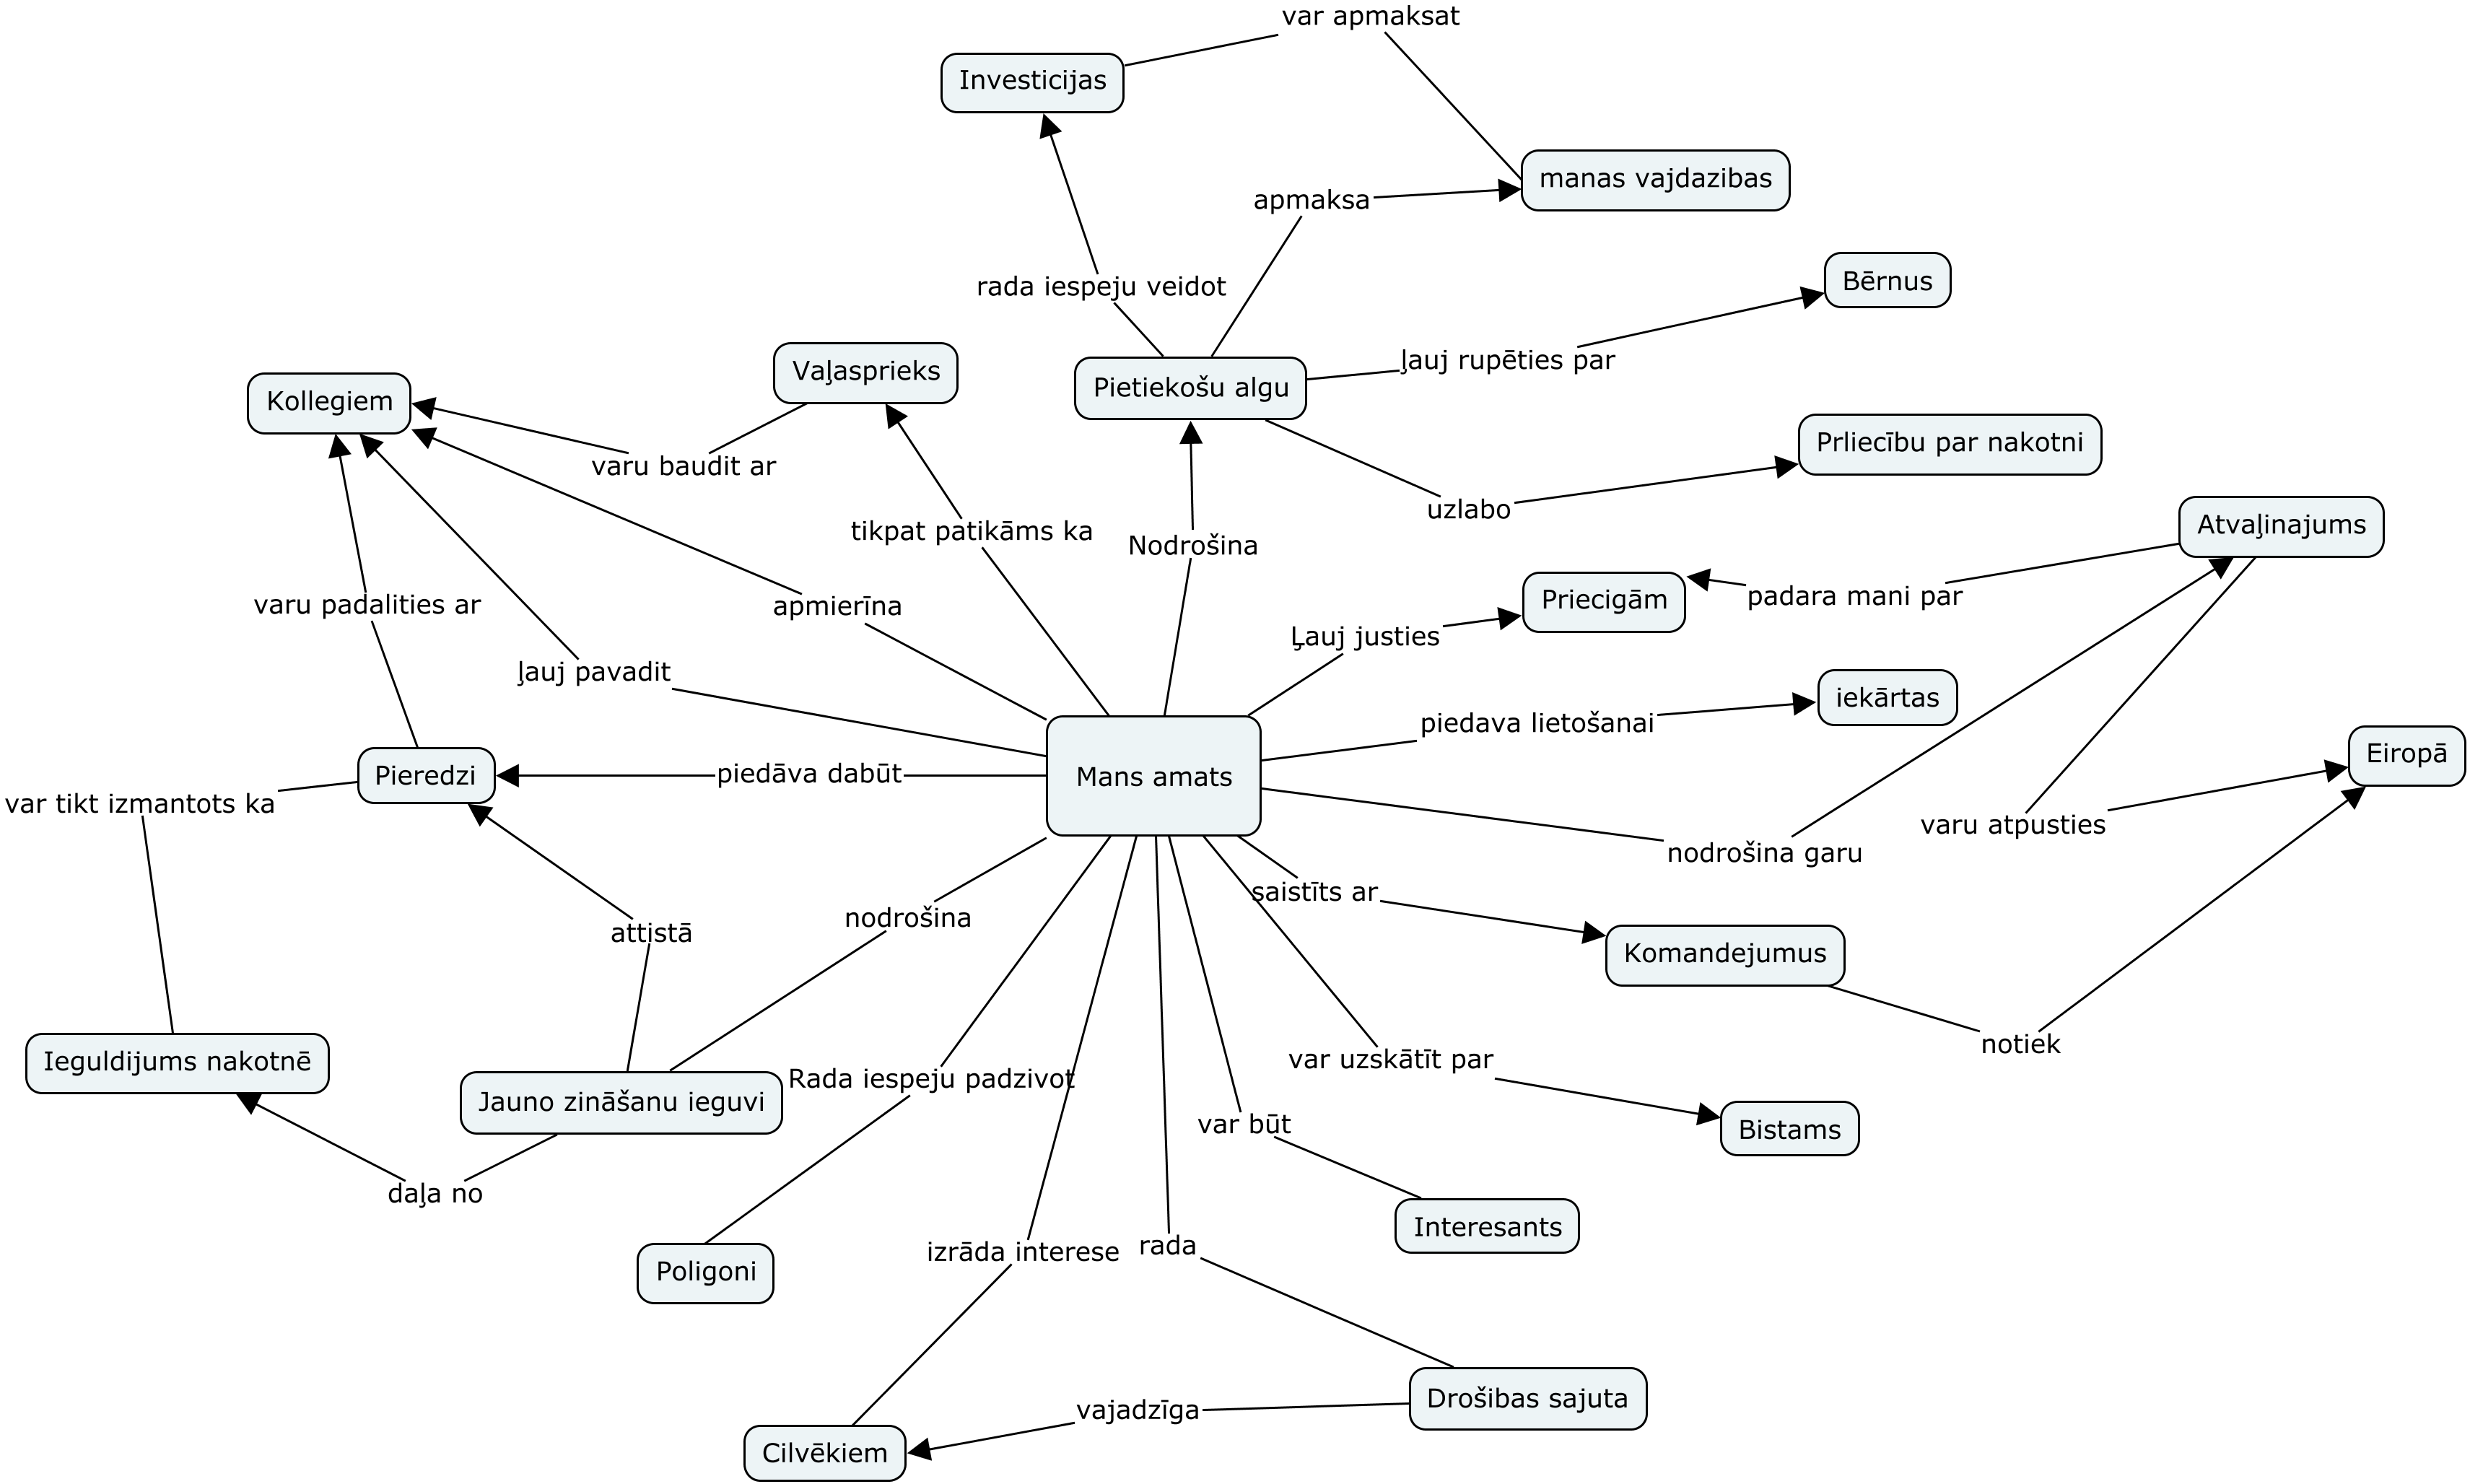 var apmaksat
Investicijas
manas vajdazibas
apmaksa
Bērnus
rada iespeju veidot
ļauj rupēties par
Vaļasprieks
Pietiekošu algu
Kollegiem
Prliecību par nakotni
varu baudit ar
uzlabo
Atvaļinajums
tikpat patikāms ka
Nodrošina
padara mani par
Priecigām
varu padalities ar
apmierīna
Ļauj justies
ļauj pavadit
iekārtas
piedava lietošanai
Eiropā
Pieredzi
piedāva dabūt
Mans amats
var tikt izmantots ka
varu atpusties
nodrošina garu
saistīts ar
nodrošina
attistā
Komandejumus
notiek
Ieguldijums nakotnē
var uzskātīt par
Rada iespeju padzivot
Jauno zināšanu ieguvi
var būt
Bistams
daļa no
Interesants
izrāda interese
rada
Poligoni
Drošibas sajuta
vajadzīga
Cilvēkiem